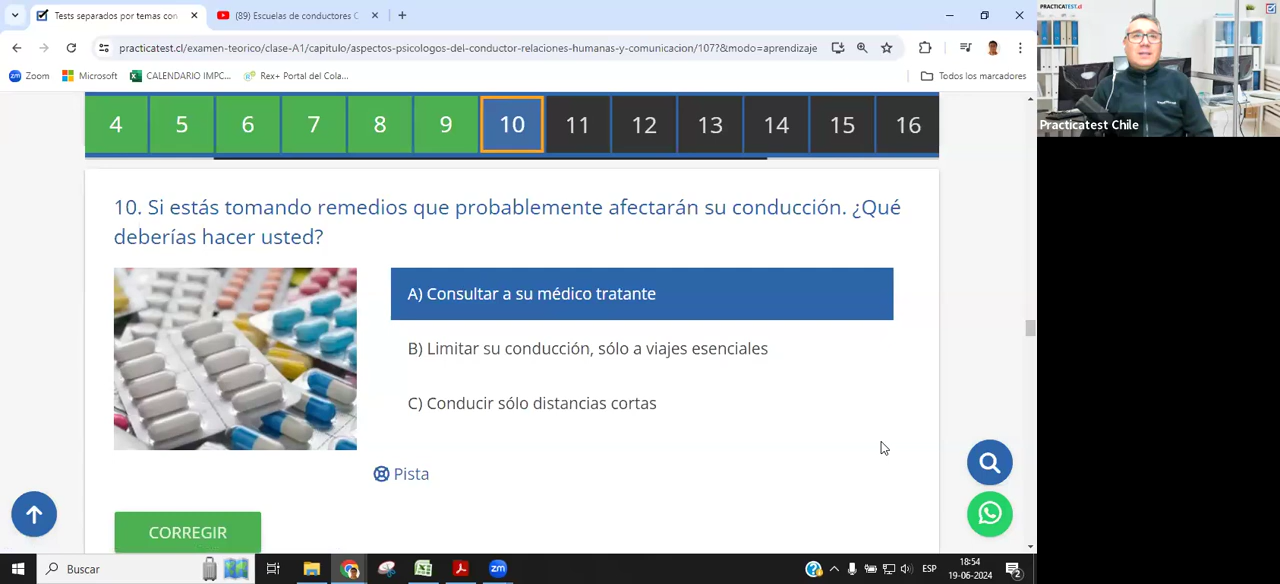 Tests separados por temas con
(89) Escuelas de conductores C
practicatest.cl/examen-teorico/clase-A1/capitulo/aspectos-psicologos-del-conductor-relaciones-humanas-y-comunicacion/107?&modo=aprendizaje
Zoom
Microsoft
CALENDARIO IMPC...
Rex+ Portal del Cola...
Todos los marcadores
PRACTICATEST.cl
Practicatest Chile
4 5 6 7 8 9 10 11 12 13 14 15 16
10. Si estás tomando remedios que probablemente afectarán su conducción. ¿Qué
deberías hacer usted?
A) Consultar a su médico tratante
B) Limitar su conducción, sólo a viajes esenciales
C) Conducir sólo distancias cortas
Pista
CORREGIR
Buscar
ESP
18:54
19-06-2024
2